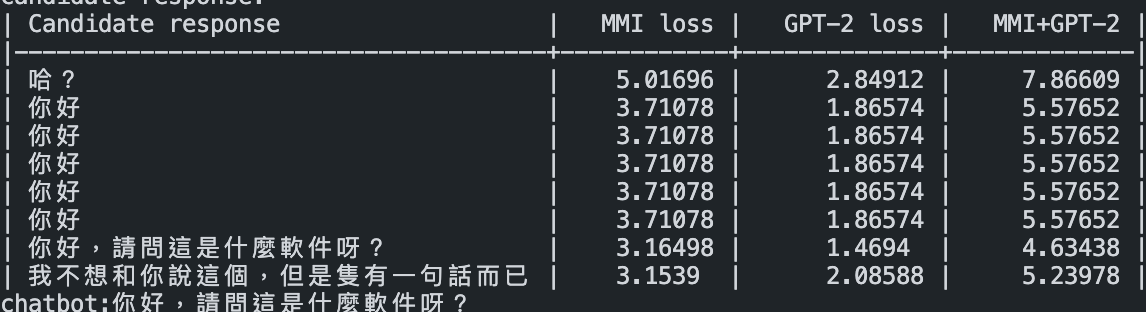 candidate response:
| Candidate response | MMI loss | GPT-2 loss | MMI+GPT-2 |
|--------------------------------------+------------+--------------+-------------|
| 哈？ | 5.01696 | 2.84912 | 7.86609 |
| 你好 | 3.71078 | 1.86574 | 5.57652 |
| 你好 | 3.71078 | 1.86574 | 5.57652 |
| 你好 | 3.71078 | 1.86574 | 5.57652 |
| 你好 | 3.71078 | 1.86574 | 5.57652 |
| 你好 | 3.71078 | 1.86574 | 5.57652 |
| 你好，請問這是什麼軟件呀？ | 3.16498 | 1.4694 | 4.63438 |
| 我不想和你說這個，但是隻有一句話而已 | 3.1539 | 2.08588 | 5.23978 |
chatbot:你好，請問這是什麼軟件呀？